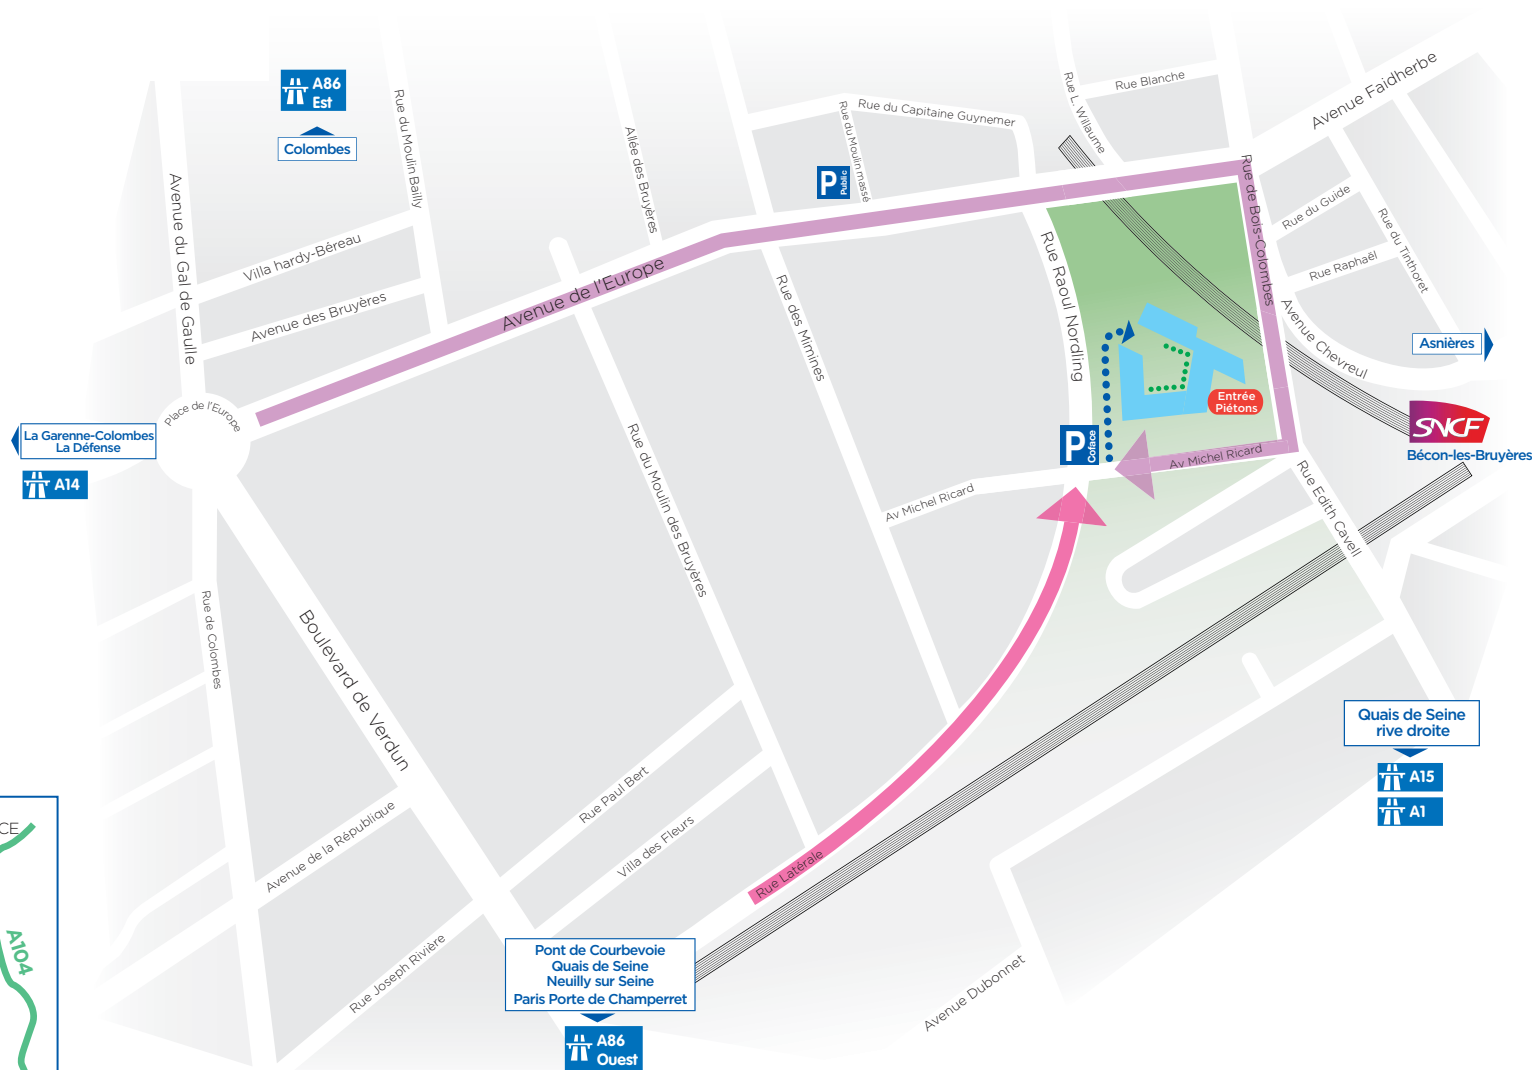 A86
Est
Colombes
Rue du Moulin Bailly
Avenue du Gal de Gaulle
Villa hardy-Béreau
Avenue des Bruyères
Allée des Bruyères
P
Public
Rue du Moulin massé
Rue du Capitaine Guynemer
Rue L. Willaume
Rue Blanche
Avenue Faidherbe
Rue de Bois-Colombes
Rue du Guide
Rue du Tinthoret
Rue Raphaël
Avenue Chevreul
Asnières
SNCF
Bécon-les-Bruyères
Avenue de l'Europe
Rue des Mimines
Rue Raoul Nordling
Entrée
Piétons
P
Coface
Av Michel Ricard
Av Michel Ricard
Rue Edith Cavell
Place de l'Europe
La Garenne-Colombes
La Défense
A14
Rue du Moulin des Bruyères
Rue de Colombes
Boulevard de Verdun
Quais de Seine
rive droite
A15
A1
Rue Paul Bert
Villa des Fleurs
Avenue de la République
Rue Latérale
Rue Joseph Rivière
Pont de Courbevoie
Quais de Seine
Neuilly sur Seine
Paris Porte de Champerret
A86
Ouest
Avenue Dubonnet
CE
A104